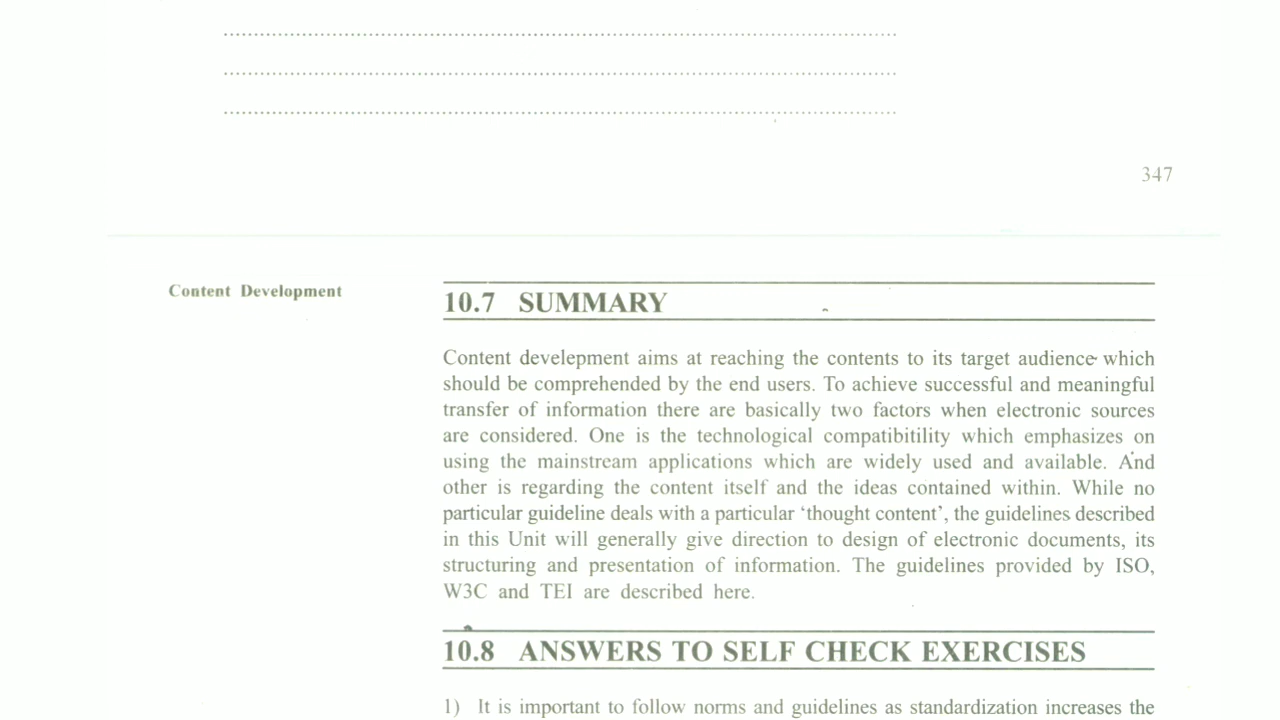 347
Content Development
10.7 SUMMARY
Content develepment aims at reaching the contents to its target audience which
should be comprehended by the end users. To achieve successful and meaningful
transfer of information there are basically two factors when electronic sources
are considered. One is the technological compatibitility which emphasizes on
using the mainstream applications which are widely used and available. And
other is regarding the content itself and the ideas contained within. While no
particular guideline deals with a particular ‘thought content’, the guidelines described
in this Unit will generally give direction to design of electronic documents, its
structuring and presentation of information. The guidelines provided by ISO,
W3C and TEI are described here.
10.8 ANSWERS TO SELF CHECK EXERCISES
1) It is important to follow norms and guidelines as standardization increases the